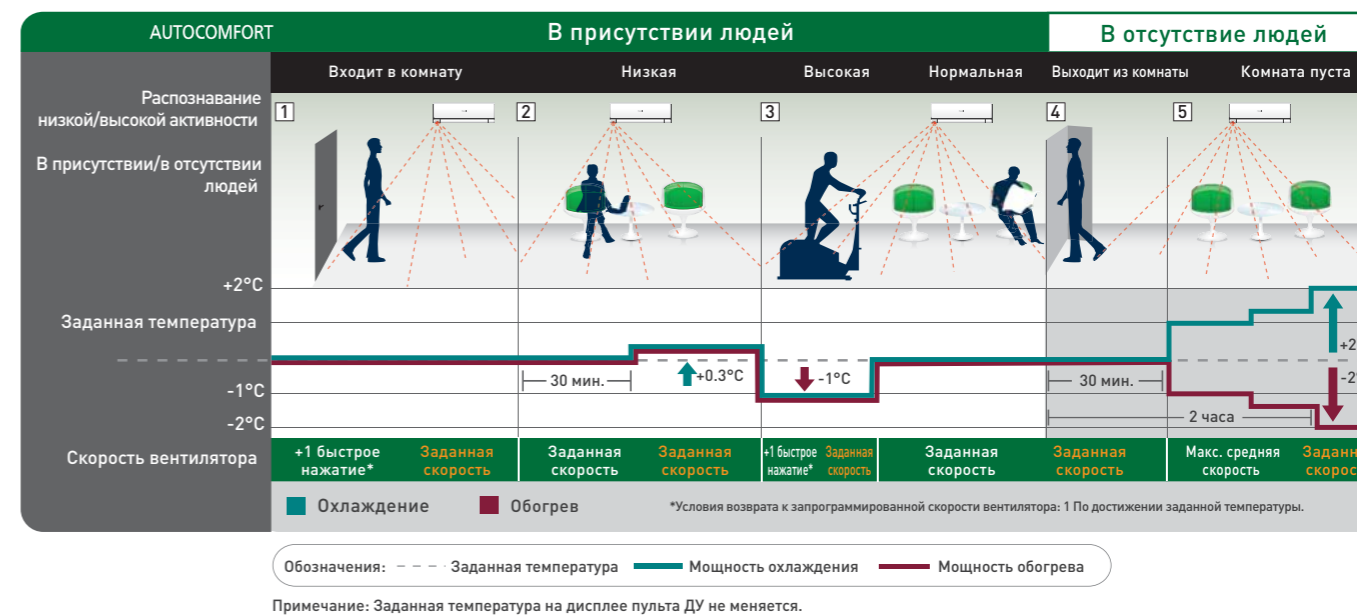 AUTOCOMFORT
В присутствии людей
В отсутствие людей
Входит в комнату
Низкая
Высокая
Нормальная
Выходит из комнаты
Комната пуста
Распознавание
низкой/высокой активности
В присутствии/в отсутствии
людей
1
2
3
4
5
+2°C
Заданная температура
-1°C
-2°C
30 мин.
+0.3°C
-1°C
30 мин.
+2
-2°
2 часа
Скорость вентилятора
+1 быстрое
нажатие*
Заданная
скорость
Заданная
скорость
Заданная
скорость
+1 быстрое
нажатие*
Заданная
скорость
Заданная
скорость
Заданная
скорость
Макс. средняя
скорость
Заданн
скорос
Охлаждение
Обогрев
*Условия возврата к запрограммированной скорости вентилятора: 1 По достижении заданной температуры.
Обозначения: Заданная температура Мощность охлаждения Мощность обогрева
Примечание: Заданная температура на дисплее пульта ДУ не меняется.